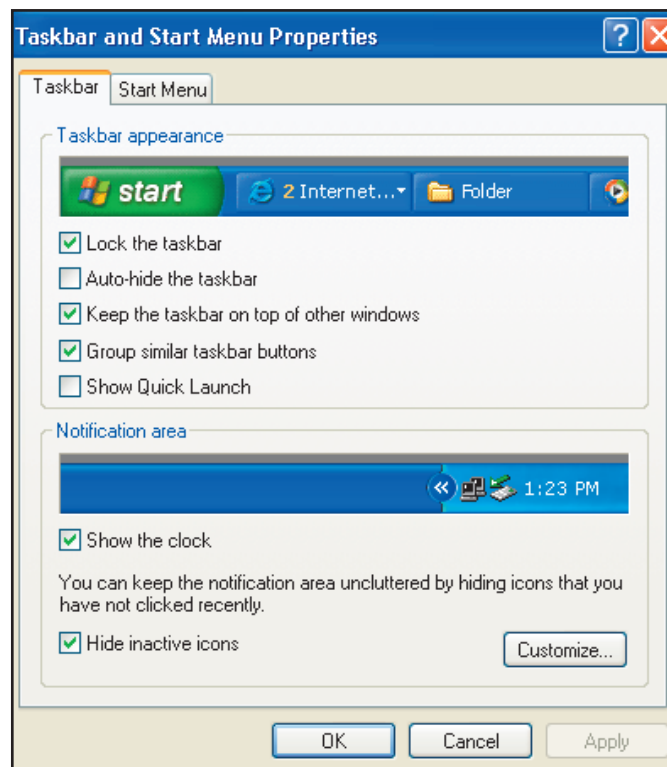 Taskbar and Start Menu Properties
Taskbar
Start Menu
Taskbar appearance
start
2 Internet...
Folder
Lock the taskbar
Auto-hide the taskbar
Keep the taskbar on top of other windows
Group similar taskbar buttons
Show Quick Launch
Notification area
1:23 PM
Show the clock
You can keep the notification area uncluttered by hiding icons that you
have not clicked recently.
Hide inactive icons
Customize...
OK
Cancel
Apply